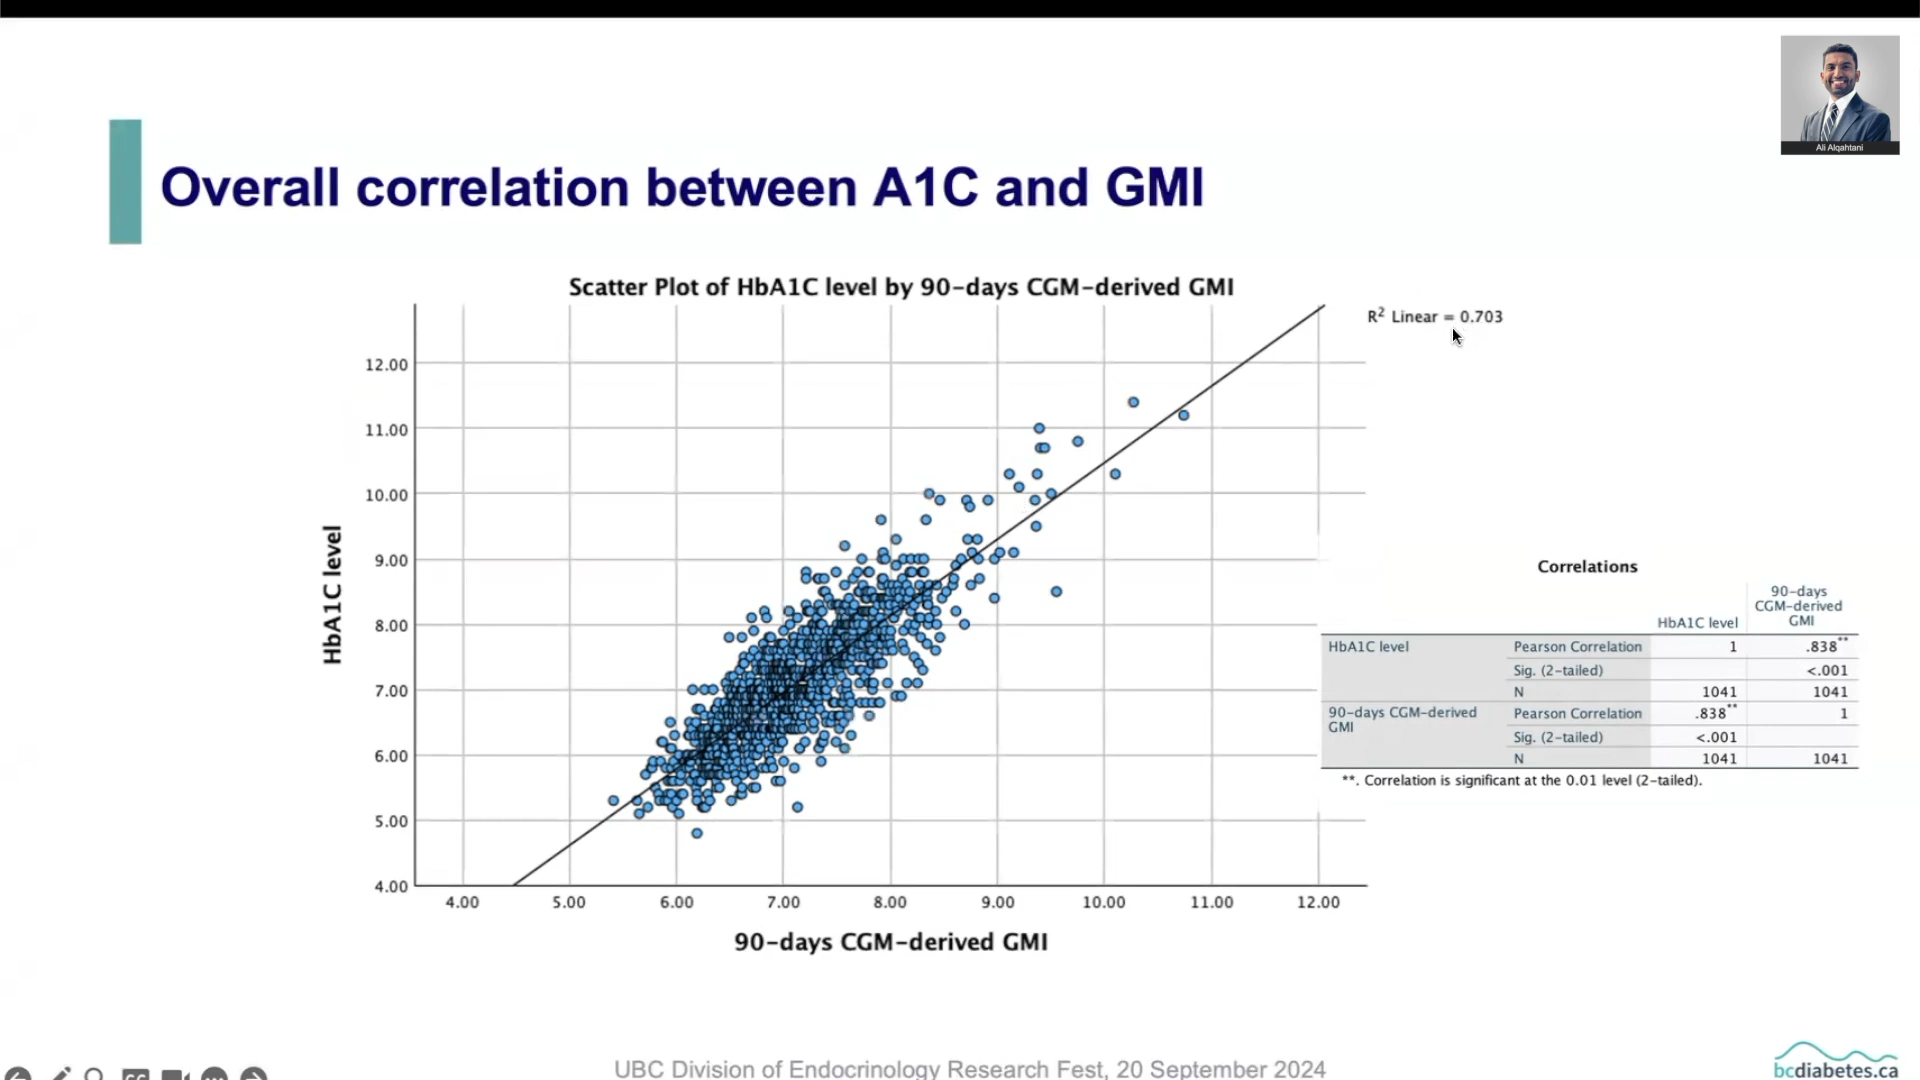 Ali Alqahtani
Overall correlation between A1C and GMI
Scatter Plot of HbA1C level by 90-days CGM-derived GMI
R² Linear = 0.703
12.00
11.00
10.00
9.00
8.00
7.00
6.00
5.00
4.00
HbA1C level
4.00 5.00 6.00 7.00 8.00 9.00 10.00 11.00 12.00
90-days CGM-derived GMI
Correlations
90-days
CGM-derived
HbA1C level GMI
HbA1C level Pearson Correlation 1 .838**
Sig. (2-tailed) <.001
N 1041 1041
90-days CGM-derived Pearson Correlation .838** 1
GMI
Sig. (2-tailed) <.001
N 1041 1041
**. Correlation is significant at the 0.01 level (2-tailed).
UBC Division of Endocrinology Research Fest, 20 September 2024
bcdiabetes.ca